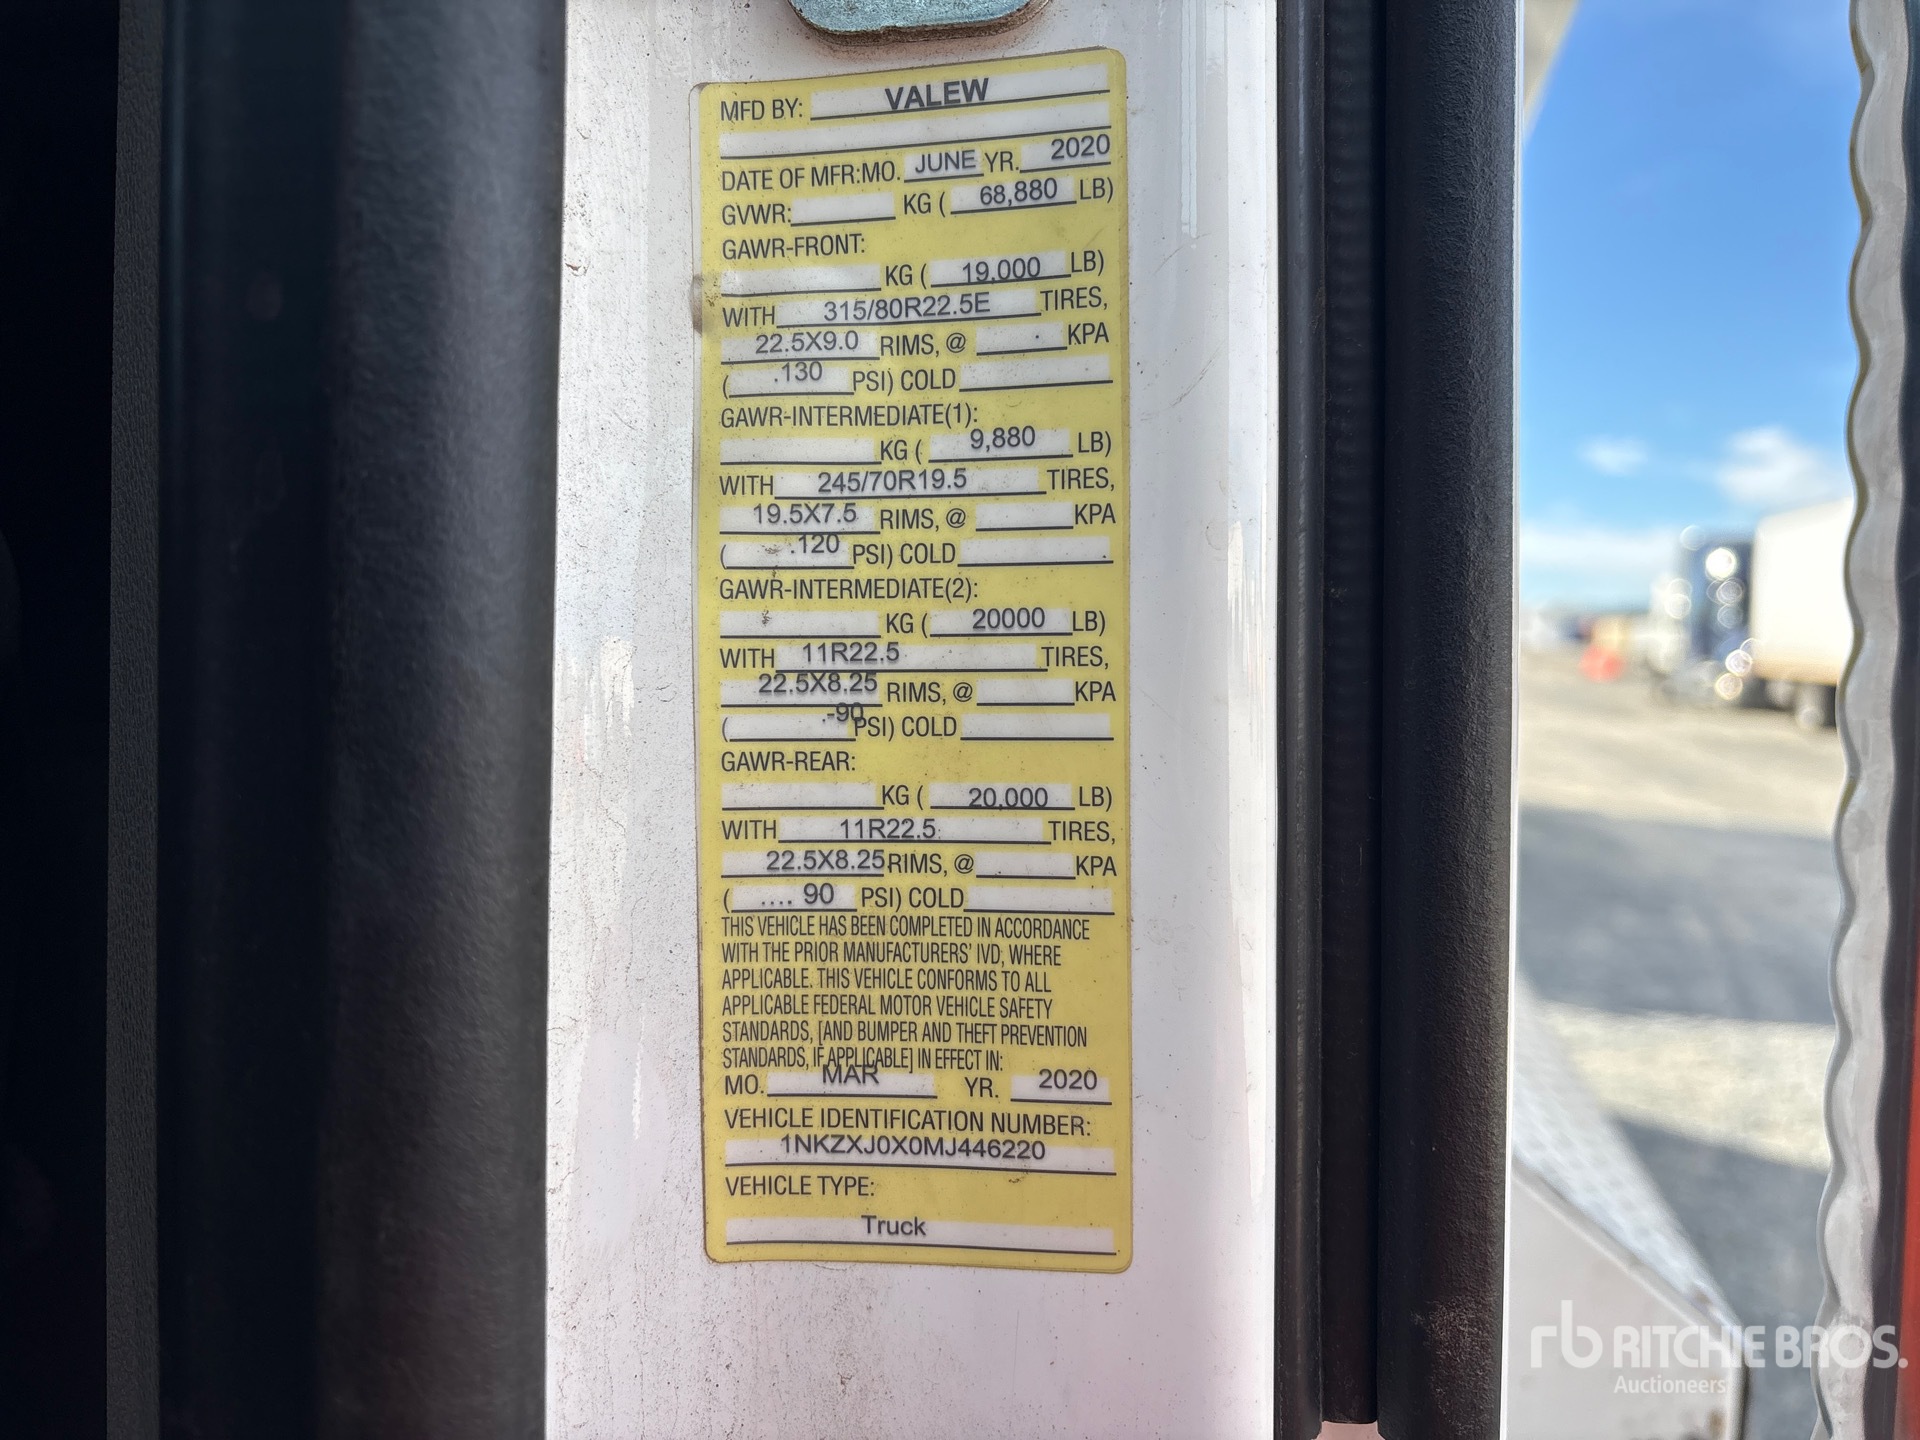 MFD BY: VALEW
DATE OF MFR:MO. JUNE YR. 2020
GVWR: KG ( 68,880 LB)
GAWR-FRONT:
KG ( 19,000 LB)
WITH 315/80R22.5E TIRES,
22.5X9.0 RIMS, @ . KPA
( .130 PSI) COLD
GAWR-INTERMEDIATE(1):
KG ( 9,880 LB)
WITH 245/70R19.5 TIRES,
19.5X7.5 RIMS, @ KPA
( .120 PSI) COLD
GAWR-INTERMEDIATE(2):
KG ( 20000 LB)
WITH 11R22.5 TIRES,
22.5X8.25 RIMS, @ KPA
( .-90 PSI) COLD
GAWR-REAR:
KG ( 20,000 LB)
WITH 11R22.5 TIRES,
22.5X8.25 RIMS, @ KPA
( .... 90 PSI) COLD
THIS VEHICLE HAS BEEN COMPLETED IN ACCORDANCE
WITH THE PRIOR MANUFACTURERS' IVD, WHERE
APPLICABLE. THIS VEHICLE CONFORMS TO ALL
APPLICABLE FEDERAL MOTOR VEHICLE SAFETY
STANDARDS, [AND BUMPER AND THEFT PREVENTION
STANDARDS, IF APPLICABLE] IN EFFECT IN:
MO. MAR YR. 2020
VEHICLE IDENTIFICATION NUMBER:
1NKZXJ0X0MJ446220
VEHICLE TYPE:
Truck
rb RITCHIE BROS.
Auctioneers